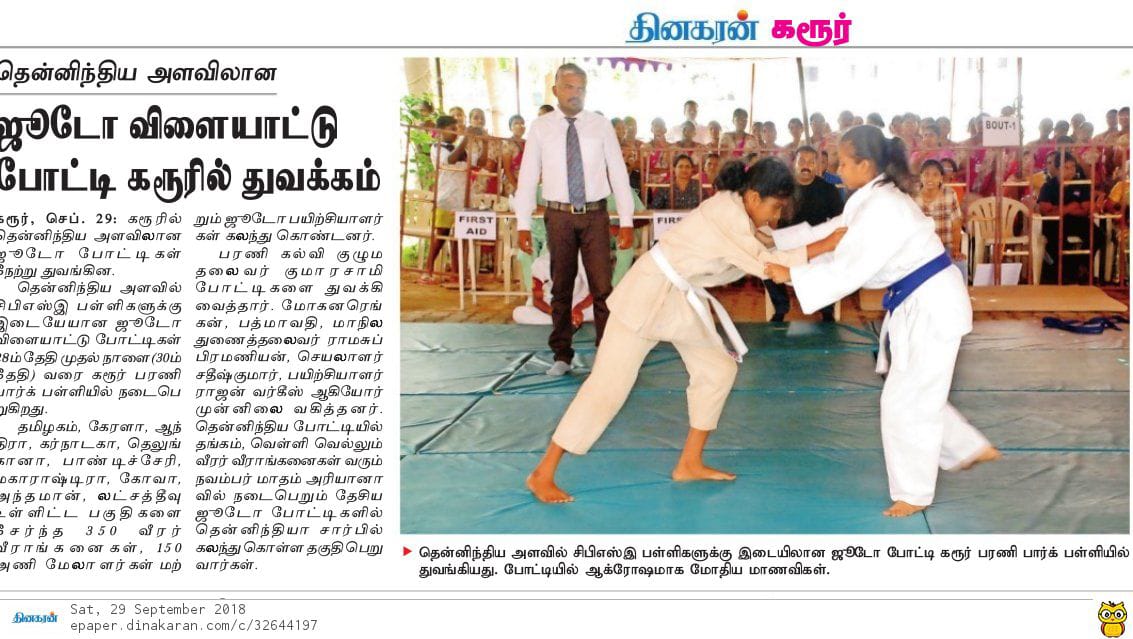 தினகரன் கரூர்
தென்னிந்திய அளவிலான
ஜூடோ விளையாட்டு
போட்டி கரூரில் துவக்கம்
கரூர், செப். 29: கரூரில்
தென்னிந்திய அளவிலான
ஜூடோ போட்டிகள்
நேற்று துவங்கின.
தென்னிந்திய அளவில்
சிபிஎஸ்இ பள்ளிகளுக்கு
இடையேயான ஜூடோ
விளையாட்டு போட்டிகள்
28ம்தேதி முதல் நாளை(30ம்
தேதி) வரை கரூர் பரணி
பார்க் பள்ளியில் நடைபெ
றுகிறது.
தமிழகம், கேரளா, ஆந்
திரா, கர்நாடகா, தெலுங்
கானா, பாண்டிச்சேரி,
மகாராஷ்டிரா, கோவா,
அந்தமான், லட்சத்தீவு
உள்ளிட்ட பகுதிகளை
சேர்ந்த 350 வீரர்
வீராங்கனைகள், 150
அணி மேலாளர்கள் மற்
றும் ஜூடோ பயிற்சியாளர்
கள் கலந்து கொண்டனர்.
பரணி கல்வி குழும
தலைவர் குமாரசாமி
போட்டிகளை துவக்கி
வைத்தார். மோகனரெங்
கன், பத்மாவதி, மாநில
துணைத்தலைவர் ராமசுப்
பிரமணியன், செயலாளர்
சதீஷ்குமார், பயிற்சியாளர்
ராஜன் வர்கீஸ் ஆகியோர்
முன்னிலை வகித்தனர்.
தென்னிந்திய போட்டியில்
தங்கம், வெள்ளி வெல்லும்
வீரர் வீராங்கனைகள் வரும்
நவம்பர் மாதம் அரியானா
வில் நடைபெறும் தேசிய
ஜூடோ போட்டிகளில்
தென்னிந்தியா சார்பில்
கலந்து கொள்ள தகுதிபெறு
வார்கள்.
BOUT-1
FIRST
AID
FIRST
தென்னிந்திய அளவில் சிபிஎஸ்இ பள்ளிகளுக்கு இடையிலான ஜூடோ போட்டி கரூர் பரணி பார்க் பள்ளியில்
துவங்கியது. போட்டியில் ஆக்ரோஷமாக மோதிய மாணவிகள்.
தினகரன்
Sat, 29 September 2018
epaper.dinakaran.com/c/32644197